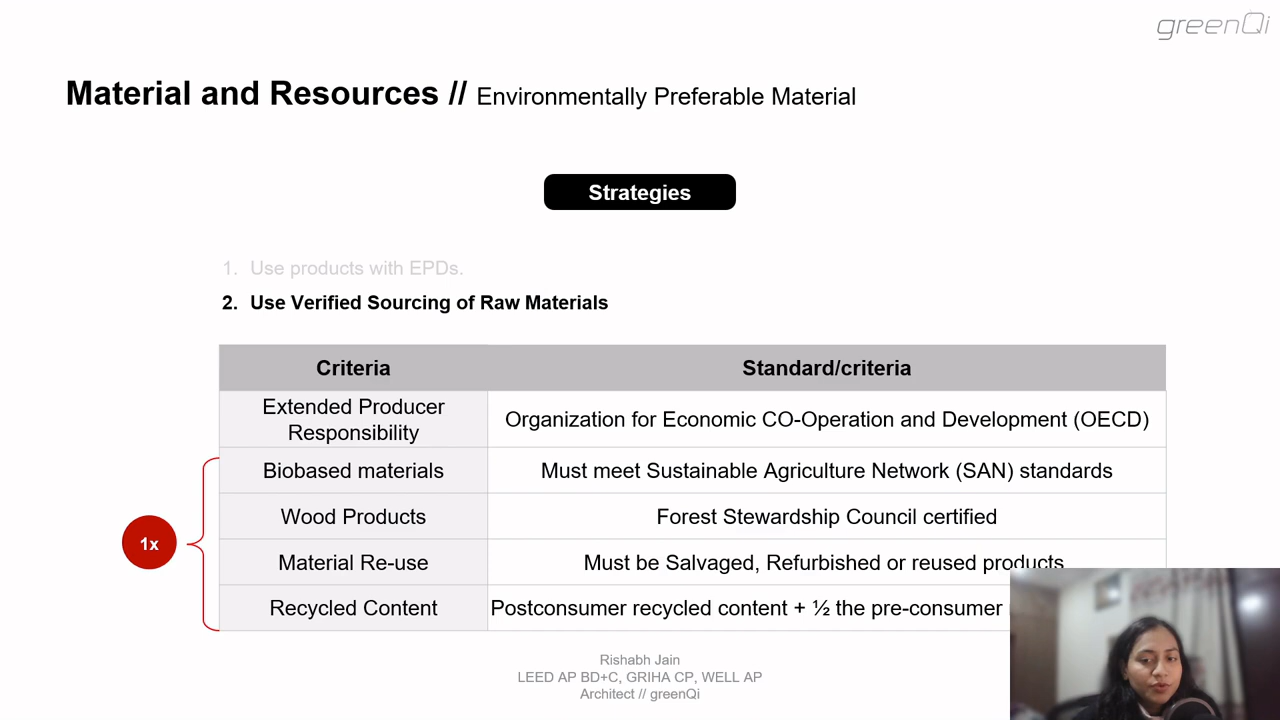 greenQi
Material and Resources // Environmentally Preferable Material
Strategies
1. Use products with EPDs.
2. Use Verified Sourcing of Raw Materials
Criteria Standard/criteria
Extended Producer
Responsibility
Organization for Economic CO-Operation and Development (OECD)
Biobased materials Must meet Sustainable Agriculture Network (SAN) standards
Wood Products Forest Stewardship Council certified
1x
Material Re-use Must be Salvaged, Refurbished or reused products
Recycled Content Postconsumer recycled content + ½ the pre-consumer
Rishabh Jain
LEED AP BD+C, GRIHA CP, WELL AP
Architect // greenQi